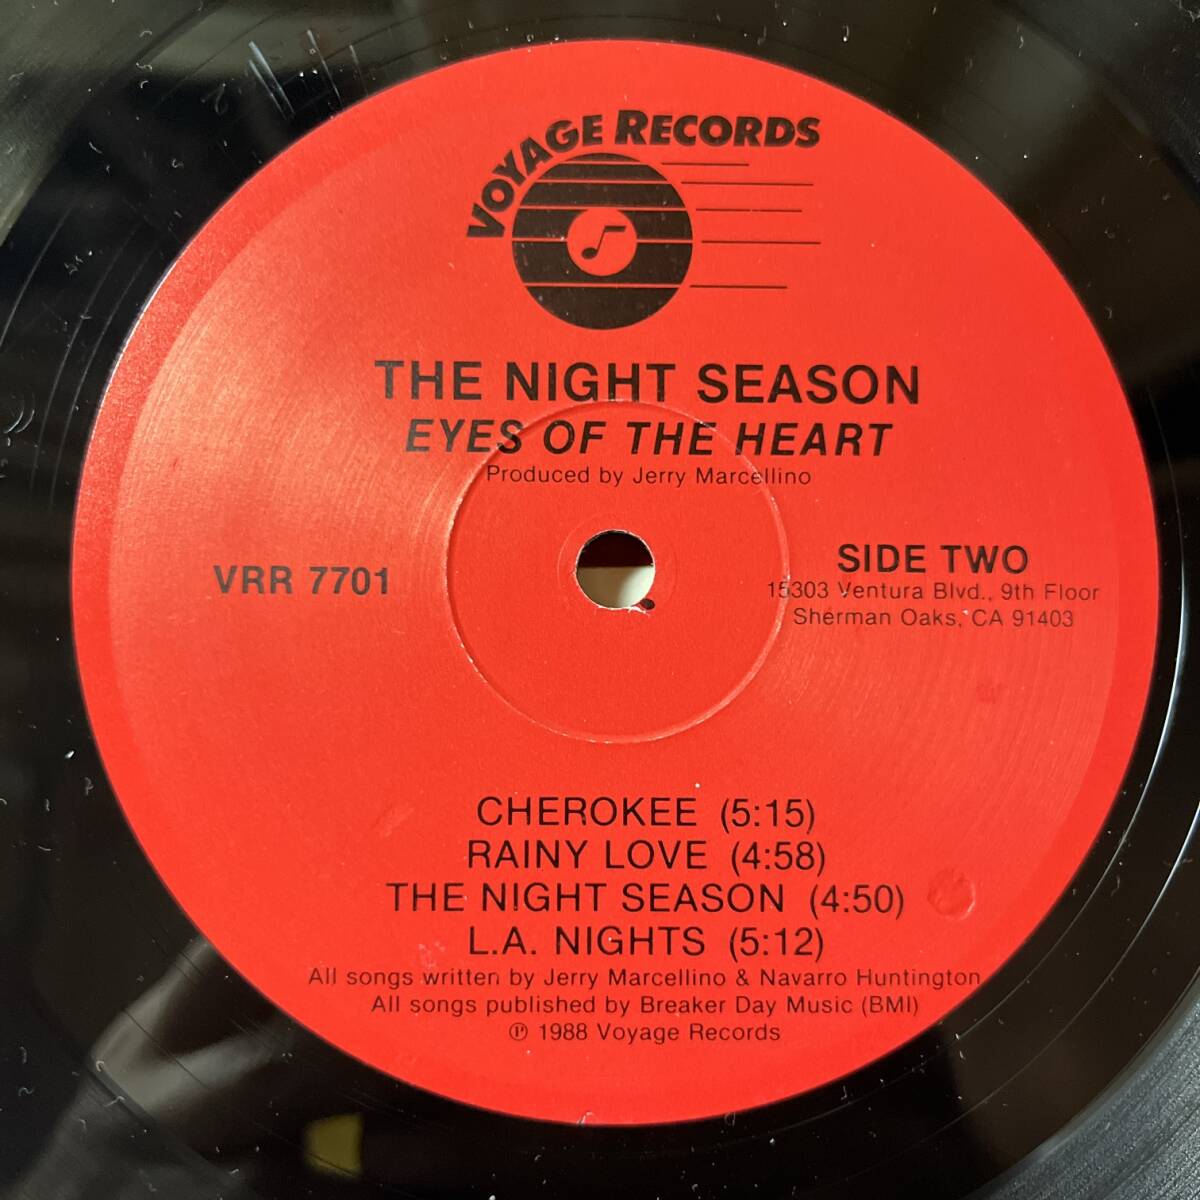 VOYAGE RECORDS
THE NIGHT SEASON
EYES OF THE HEART
Produced by Jerry Marcellino
VRR 7701
SIDE TWO
15303 Ventura Blvd., 9th Floor
Sherman Oaks, CA 91403
CHEROKEE (5:15)
RAINY LOVE (4:58)
THE NIGHT SEASON (4:50)
L.A. NIGHTS (5:12)
All songs written by Jerry Marcellino & Navarro Huntington
All songs published by Breaker Day Music (BMI)
℗ 1988 Voyage Records